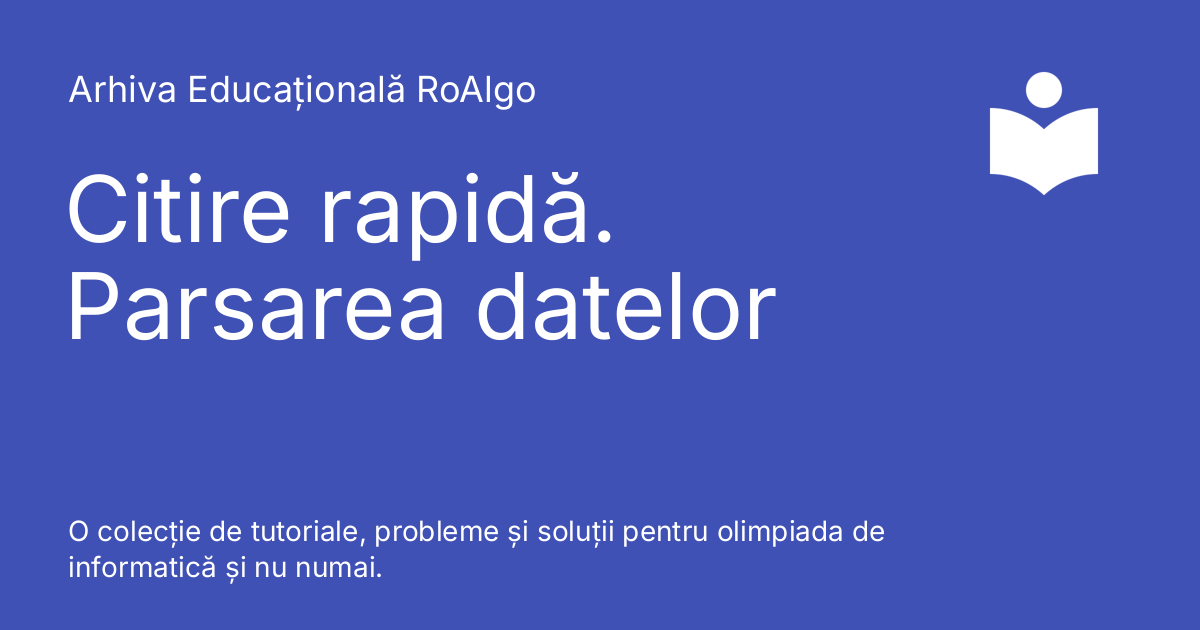 Arhiva Educațională RoAlgo
Citire rapidă.
Parsarea datelor
O colecție de tutoriale, probleme și soluții pentru olimpiada de
informatică și nu numai.